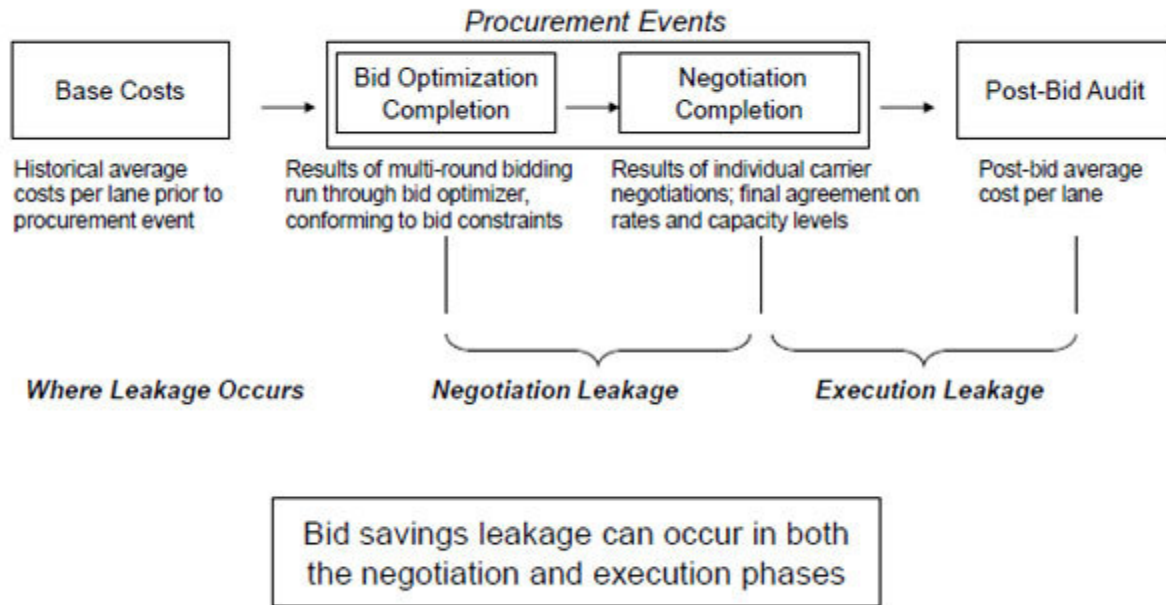 Procurement Events
Base Costs
Bid Optimization
Completion
Negotiation
Completion
Post-Bid Audit
Historical average
costs per lane prior to
procurement event
Results of multi-round bidding
run through bid optimizer,
conforming to bid constraints
Results of individual carrier
negotiations; final agreement on
rates and capacity levels
Post-bid average
cost per lane
Where Leakage Occurs
Negotiation Leakage
Execution Leakage
Bid savings leakage can occur in both
the negotiation and execution phases